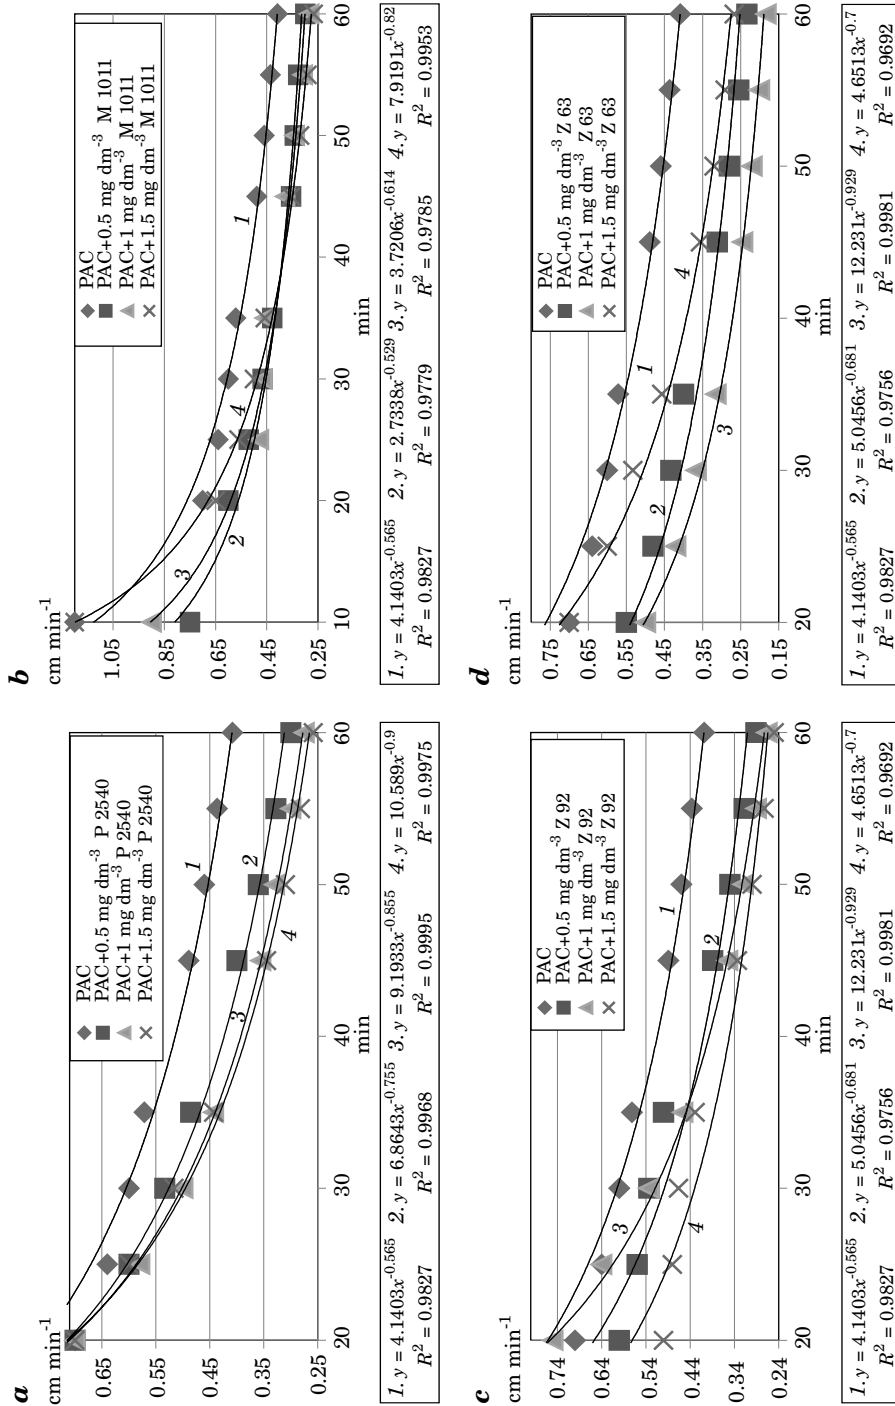 a
cm min⁻¹
0.65
0.55
0.45
0.35
0.25
PAC
PAC+0.5 mg dm⁻³ P 2540
PAC+1 mg dm⁻³ P 2540
PAC+1.5 mg dm⁻³ P 2540
1
2
3
4
20 30 40 50 60
min
1. y = 4.1403x^-0.565 2. y = 6.8643x^-0.755 3. y = 9.1933x^-0.855 4. y = 10.589x^-0.9
R² = 0.9827 R² = 0.9968 R² = 0.9995 R² = 0.9975
b
cm min⁻¹
1.05
0.85
0.65
0.45
0.25
PAC
PAC+0.5 mg dm⁻³ M 1011
PAC+1 mg dm⁻³ M 1011
PAC+1.5 mg dm⁻³ M 1011
1
4
3
2
10 20 30 40 50 60
min
1. y = 4.1403x^-0.565 2. y = 2.7338x^-0.529 3. y = 3.7206x^-0.614 4. y = 7.9191x^-0.82
R² = 0.9827 R² = 0.9779 R² = 0.9785 R² = 0.9953
c
cm min⁻¹
0.74
0.64
0.54
0.44
0.34
0.24
PAC
PAC+0.5 mg dm⁻³ Z 92
PAC+1 mg dm⁻³ Z 92
PAC+1.5 mg dm⁻³ Z 92
3
1
4
2
20 30 40 50 60
min
1. y = 4.1403x^-0.565 2. y = 5.0456x^-0.681 3. y = 12.231x^-0.929 4. y = 4.6513x^-0.7
R² = 0.9827 R² = 0.9756 R² = 0.9981 R² = 0.9692
d
cm min⁻¹
0.75
0.65
0.55
0.45
0.35
0.25
0.15
PAC
PAC+0.5 mg dm⁻³ Z 63
PAC+1 mg dm⁻³ Z 63
PAC+1.5 mg dm⁻³ Z 63
1
2
4
3
20 30 40 50 60
min
1. y = 4.1403x^-0.565 2. y = 5.0456x^-0.681 3. y = 12.231x^-0.929 4. y = 4.6513x^-0.7
R² = 0.9827 R² = 0.9756 R² = 0.9981 R² = 0.9692